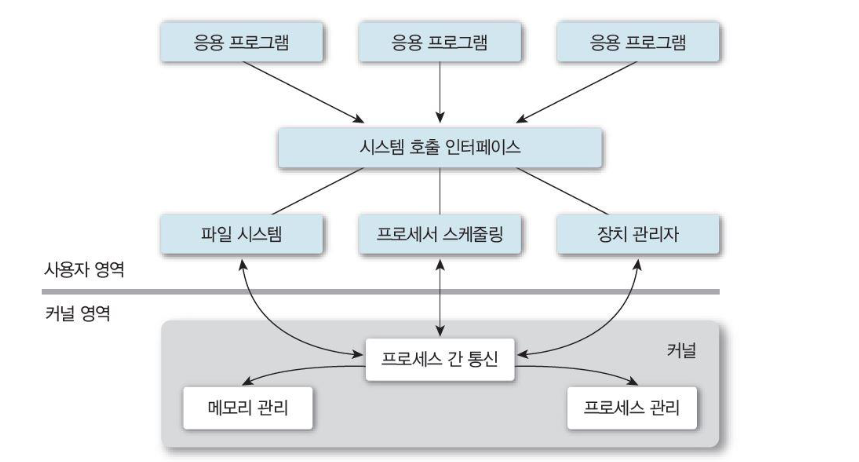 응용 프로그램
응용 프로그램
응용 프로그램
시스템 호출 인터페이스
파일 시스템
프로세서 스케줄링
장치 관리자
사용자 영역
커널 영역
커널
프로세스 간 통신
메모리 관리
프로세스 관리